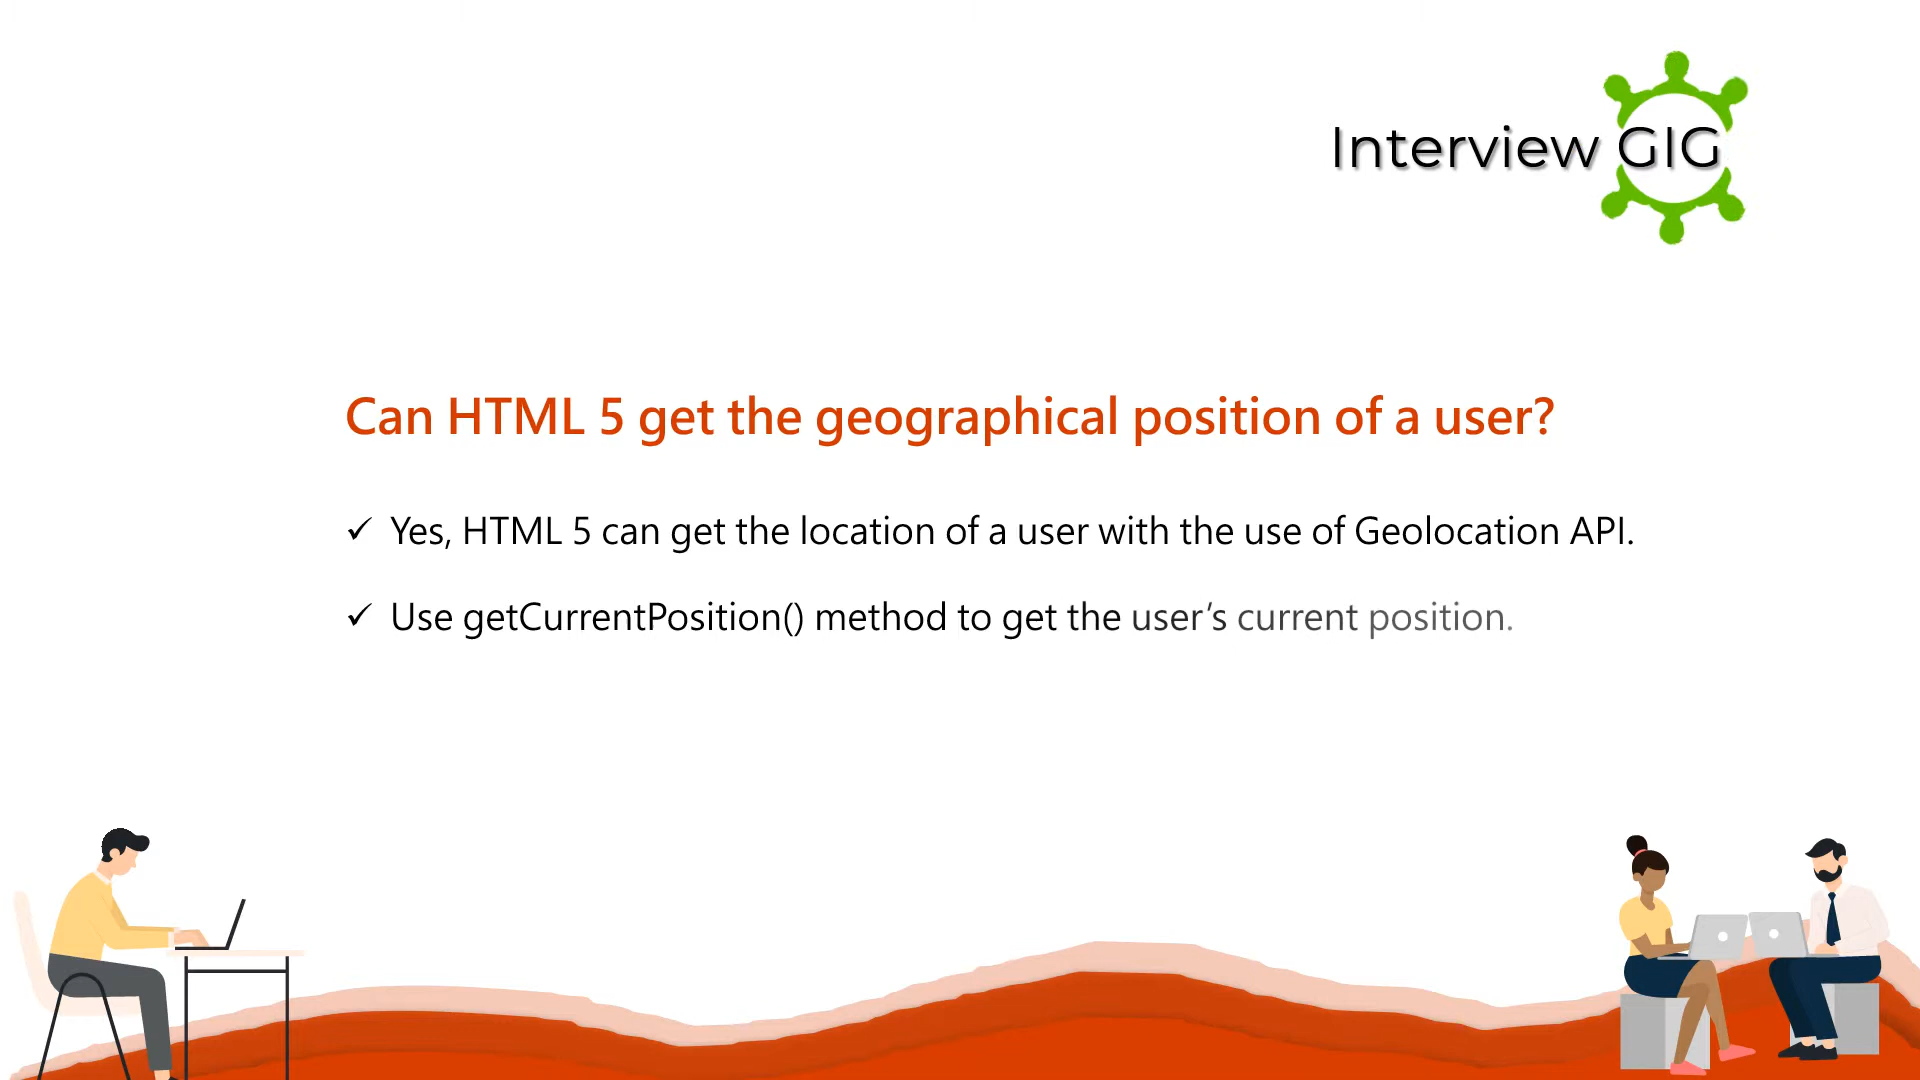 Interview GIG
Can HTML 5 get the geographical position of a user?
✓ Yes, HTML 5 can get the location of a user with the use of Geolocation API.
✓ Use getCurrentPosition() method to get the user’s current position.